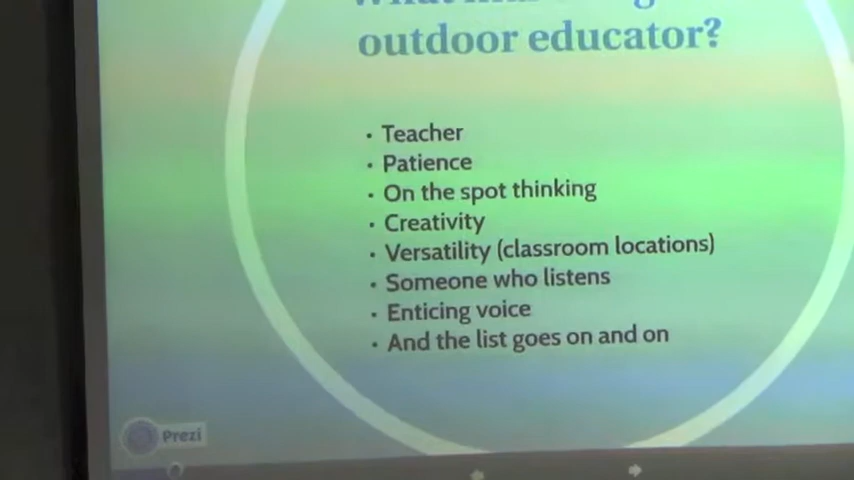 What
outdoor educator?
• Teacher
• Patience
• On the spot thinking
• Creativity
• Versatility (classroom locations)
• Someone who listens
• Enticing voice
• And the list goes on and on
Prezi